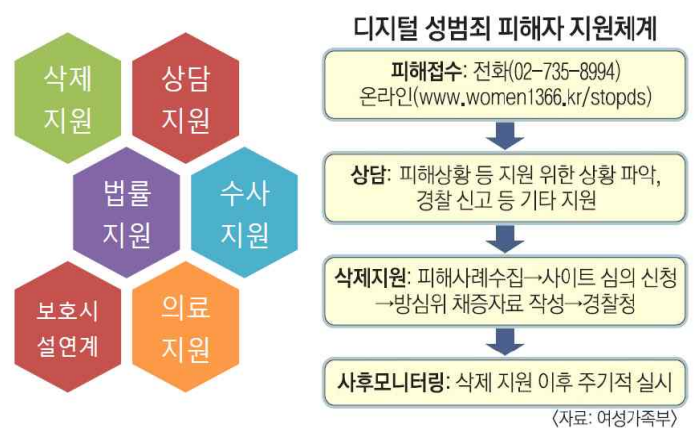 삭제
지원
상담
지원
법률
지원
수사
지원
보호시
설연계
의료
지원
디지털 성범죄 피해자 지원체계
피해접수: 전화(02-735-8994)
온라인(www.women1366.kr/stopds)
상담: 피해상황 등 지원 위한 상황 파악,
경찰 신고 등 기타 지원
삭제지원: 피해사례수집→사이트 심의 신청
→방심위 채증자료 작성→경찰청
사후모니터링: 삭제 지원 이후 주기적 실시
〈자료: 여성가족부〉